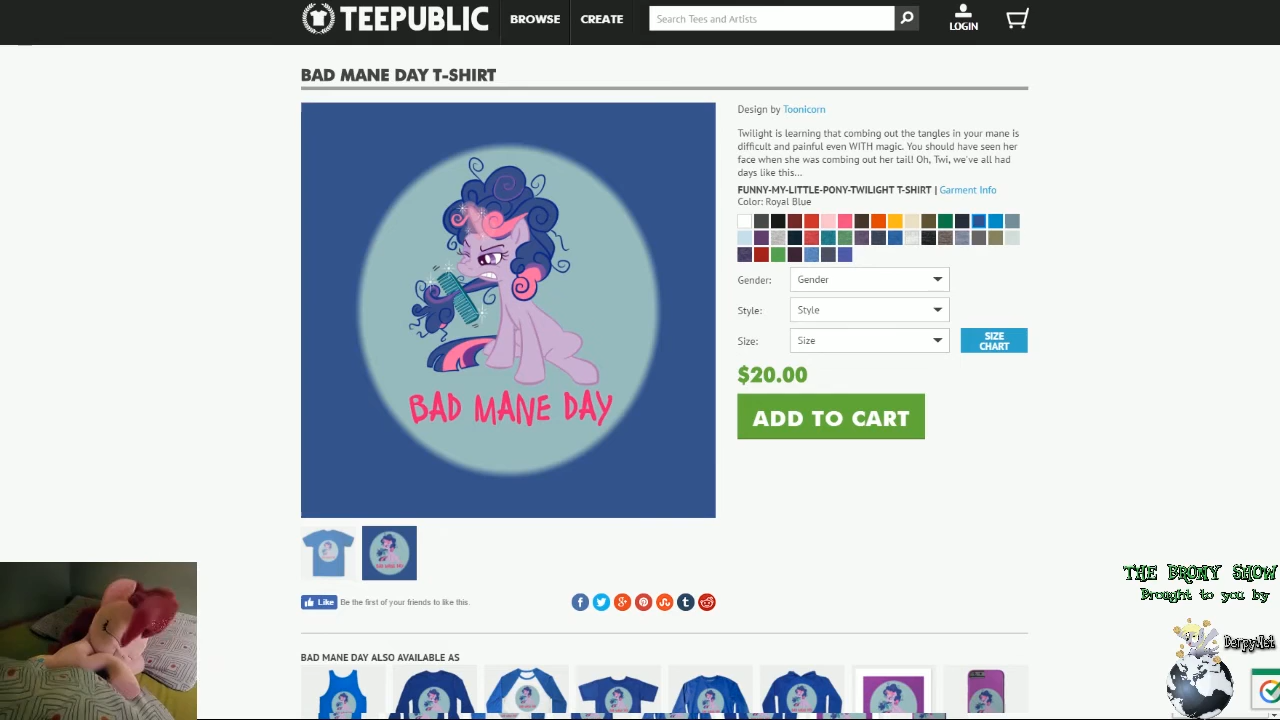 TEEPUBLIC
BROWSE
CREATE
Search Tees and Artists
LOGIN
BAD MANE DAY T-SHIRT
Design by Toonicorn
Twilight is learning that combing out the tangles in your mane is
difficult and painful even WITH magic. You should have seen her
face when she was combing out her tail! Oh, Twi, we've all had
days like this...
FUNNY-MY-LITTLE-PONY-TWILIGHT T-SHIRT | Garment Info
Color: Royal Blue
Gender: Gender
Style: Style
Size: Size
SIZE
CHART
$20.00
ADD TO CART
BAD MANE DAY
Like Be the first of your friends to like this.
THE BRONY SHOW
Brought to you by
BAD MANE DAY ALSO AVAILABLE AS